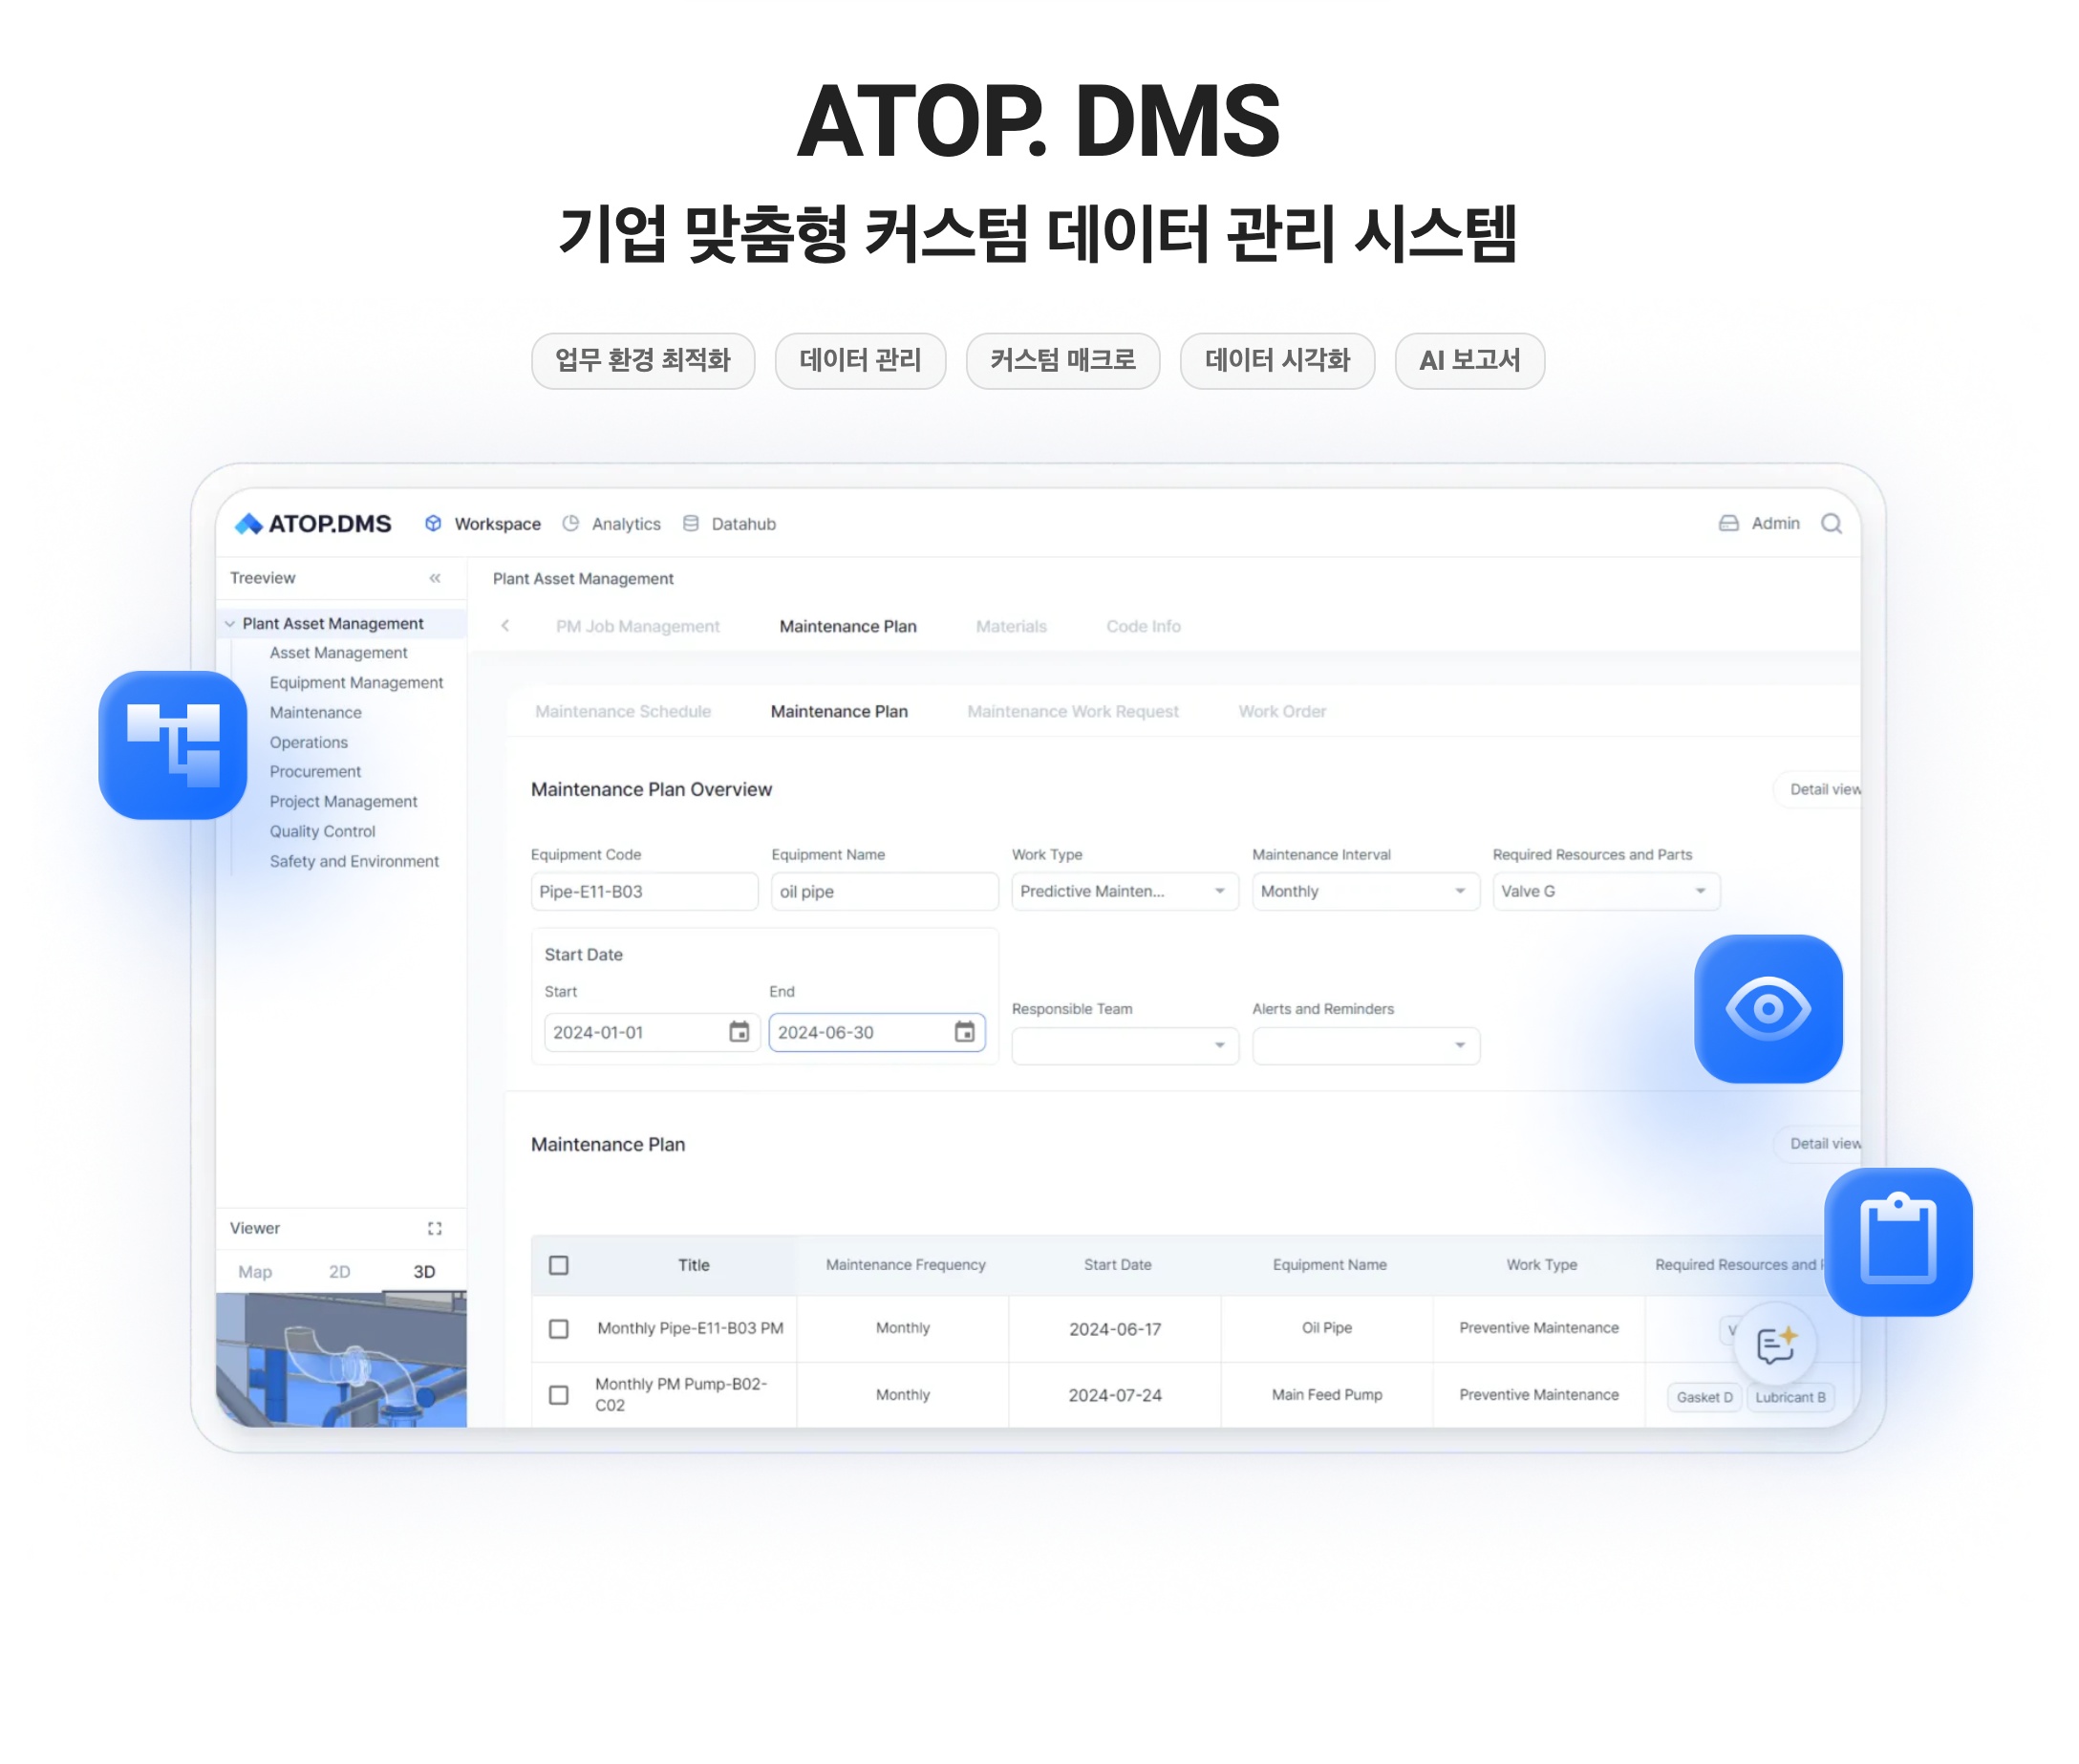 ATOP. DMS
기업 맞춤형 커스텀 데이터 관리 시스템
업무 환경 최적화 데이터 관리 커스텀 매크로 데이터 시각화 AI 보고서
ATOP.DMS Workspace Analytics Datahub Admin
Treeview
Plant Asset Management
Asset Management
Equipment Management
Maintenance
Operations
Procurement
Project Management
Quality Control
Safety and Environment
Viewer
Map 2D 3D
Plant Asset Management
PM Job Management Maintenance Plan Materials Code Info
Maintenance Schedule Maintenance Plan Maintenance Work Request Work Order
Maintenance Plan Overview Detail view
Equipment Code Equipment Name Work Type Maintenance Interval Required Resources and Parts
Pipe-E11-B03 oil pipe Predictive Mainten... Monthly Valve G
Start Date
Start End
2024-01-01 2024-06-30
Responsible Team Alerts and Reminders
Maintenance Plan Detail view
Title Maintenance Frequency Start Date Equipment Name Work Type Required Resources and
Monthly Pipe-E11-B03 PM Monthly 2024-06-17 Oil Pipe Preventive Maintenance
Monthly PM Pump-B02-
C02 Monthly 2024-07-24 Main Feed Pump Preventive Maintenance Gasket D Lubricant B